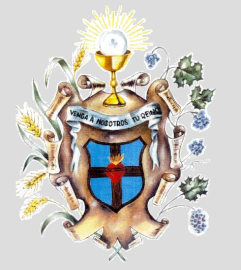 VENGA A NOSOTROS TU REINO